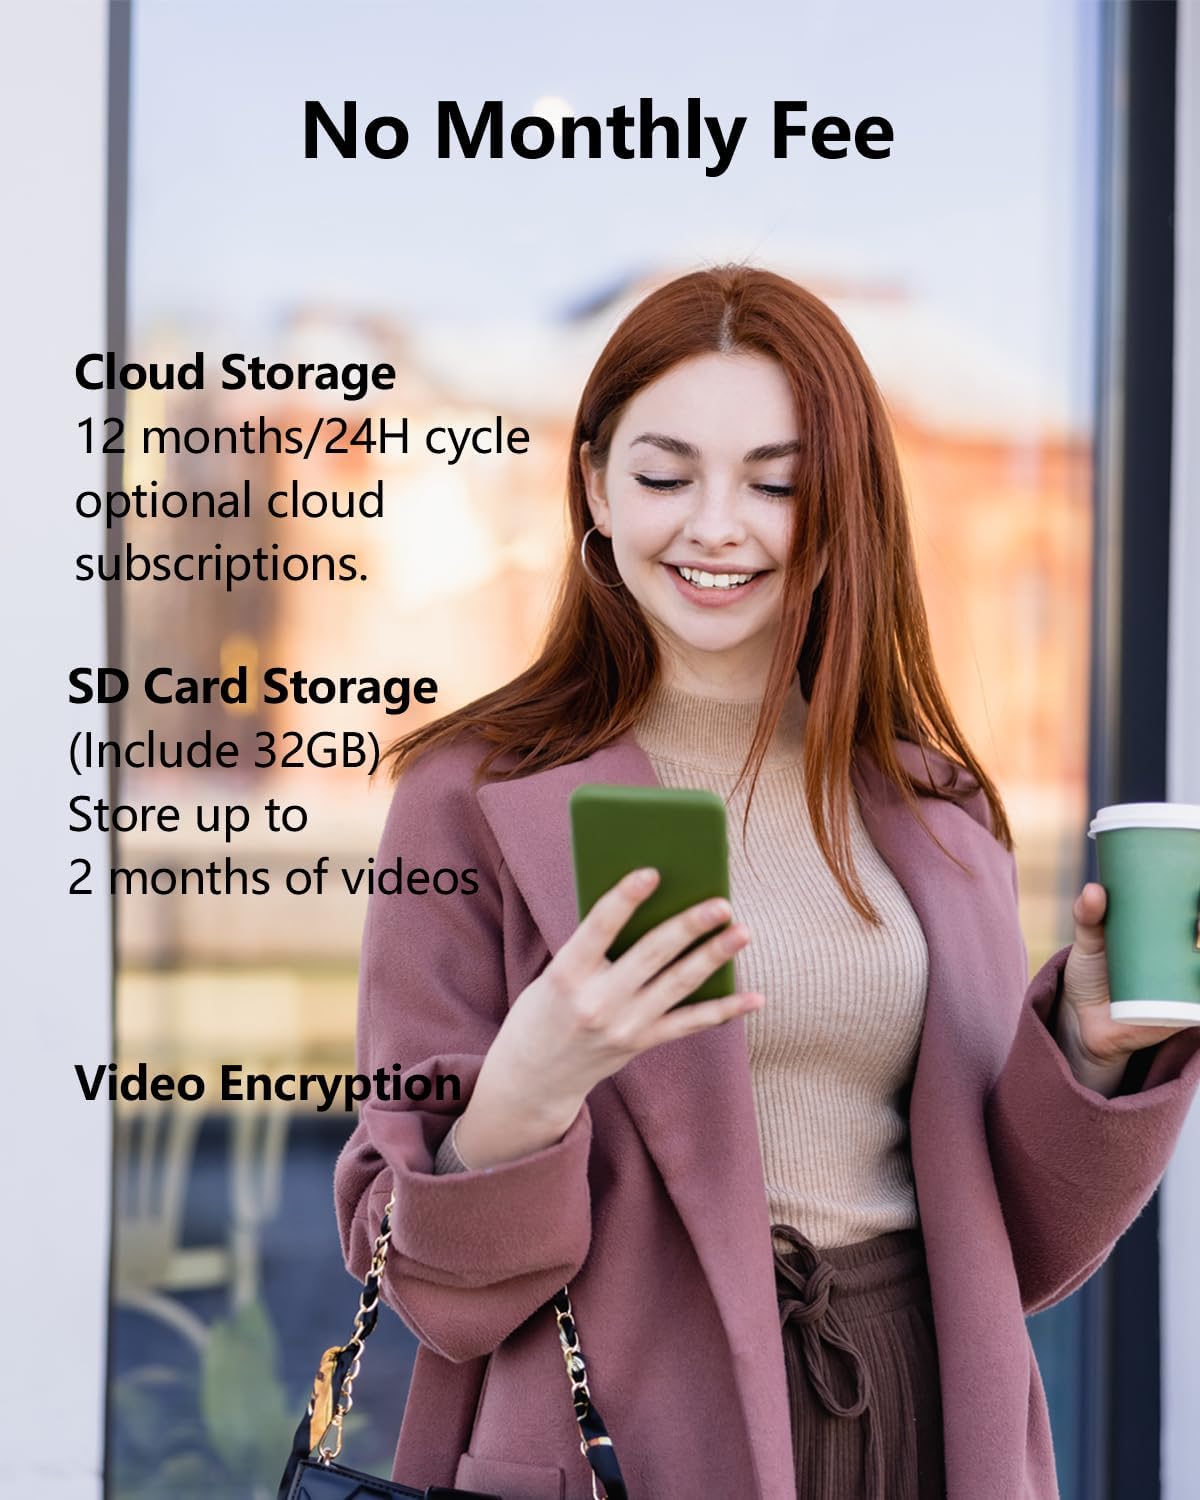 No Monthly Fee
Cloud Storage
12 months/24H cycle
optional cloud
subscriptions.
SD Card Storage
(Include 32GB)
Store up to
2 months of videos
Video Encryption